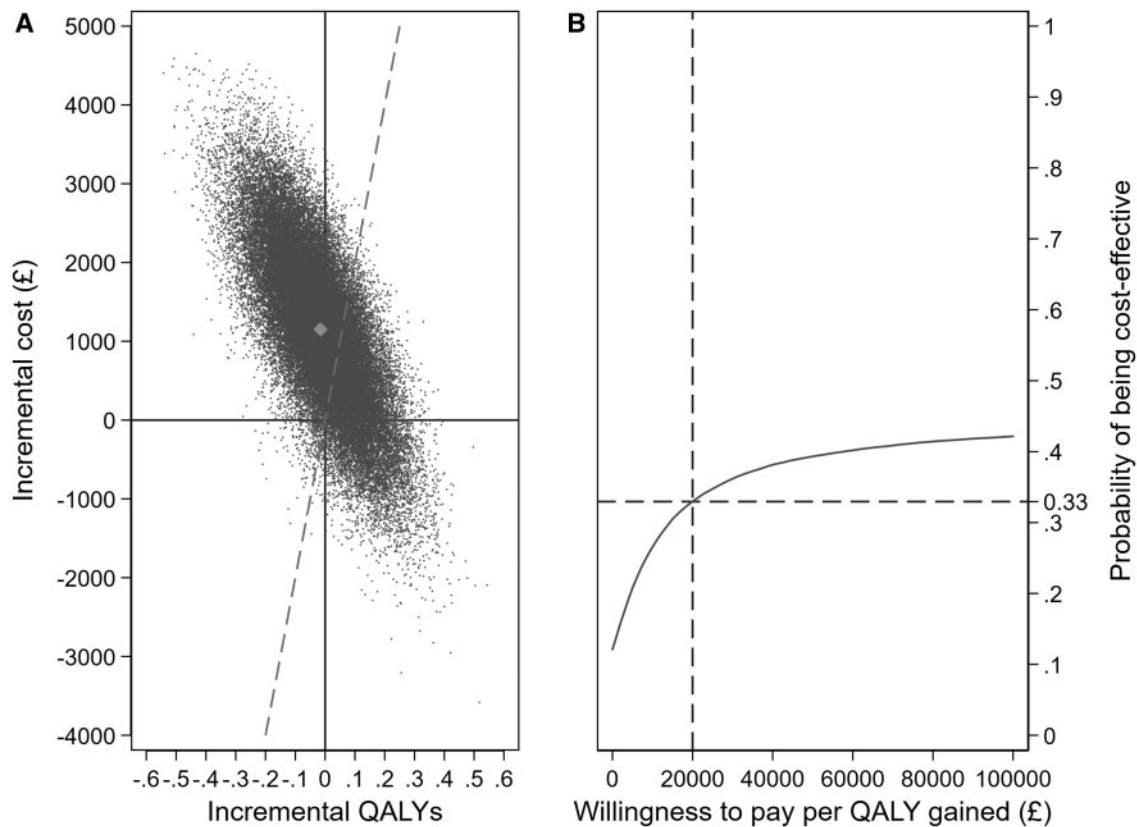 A
5000
4000
3000
2000
1000
0
-1000
-2000
-3000
-4000
Incremental cost (£)
-.6 -.5 -.4 -.3 -.2 -.1 0 .1 .2 .3 .4 .5 .6
Incremental QALYs
B
1
.9
.8
.7
.6
.5
.4
0.33
.3
.2
.1
0
Probability of being cost-effective
0 20000 40000 60000 80000 100000
Willingness to pay per QALY gained (£)